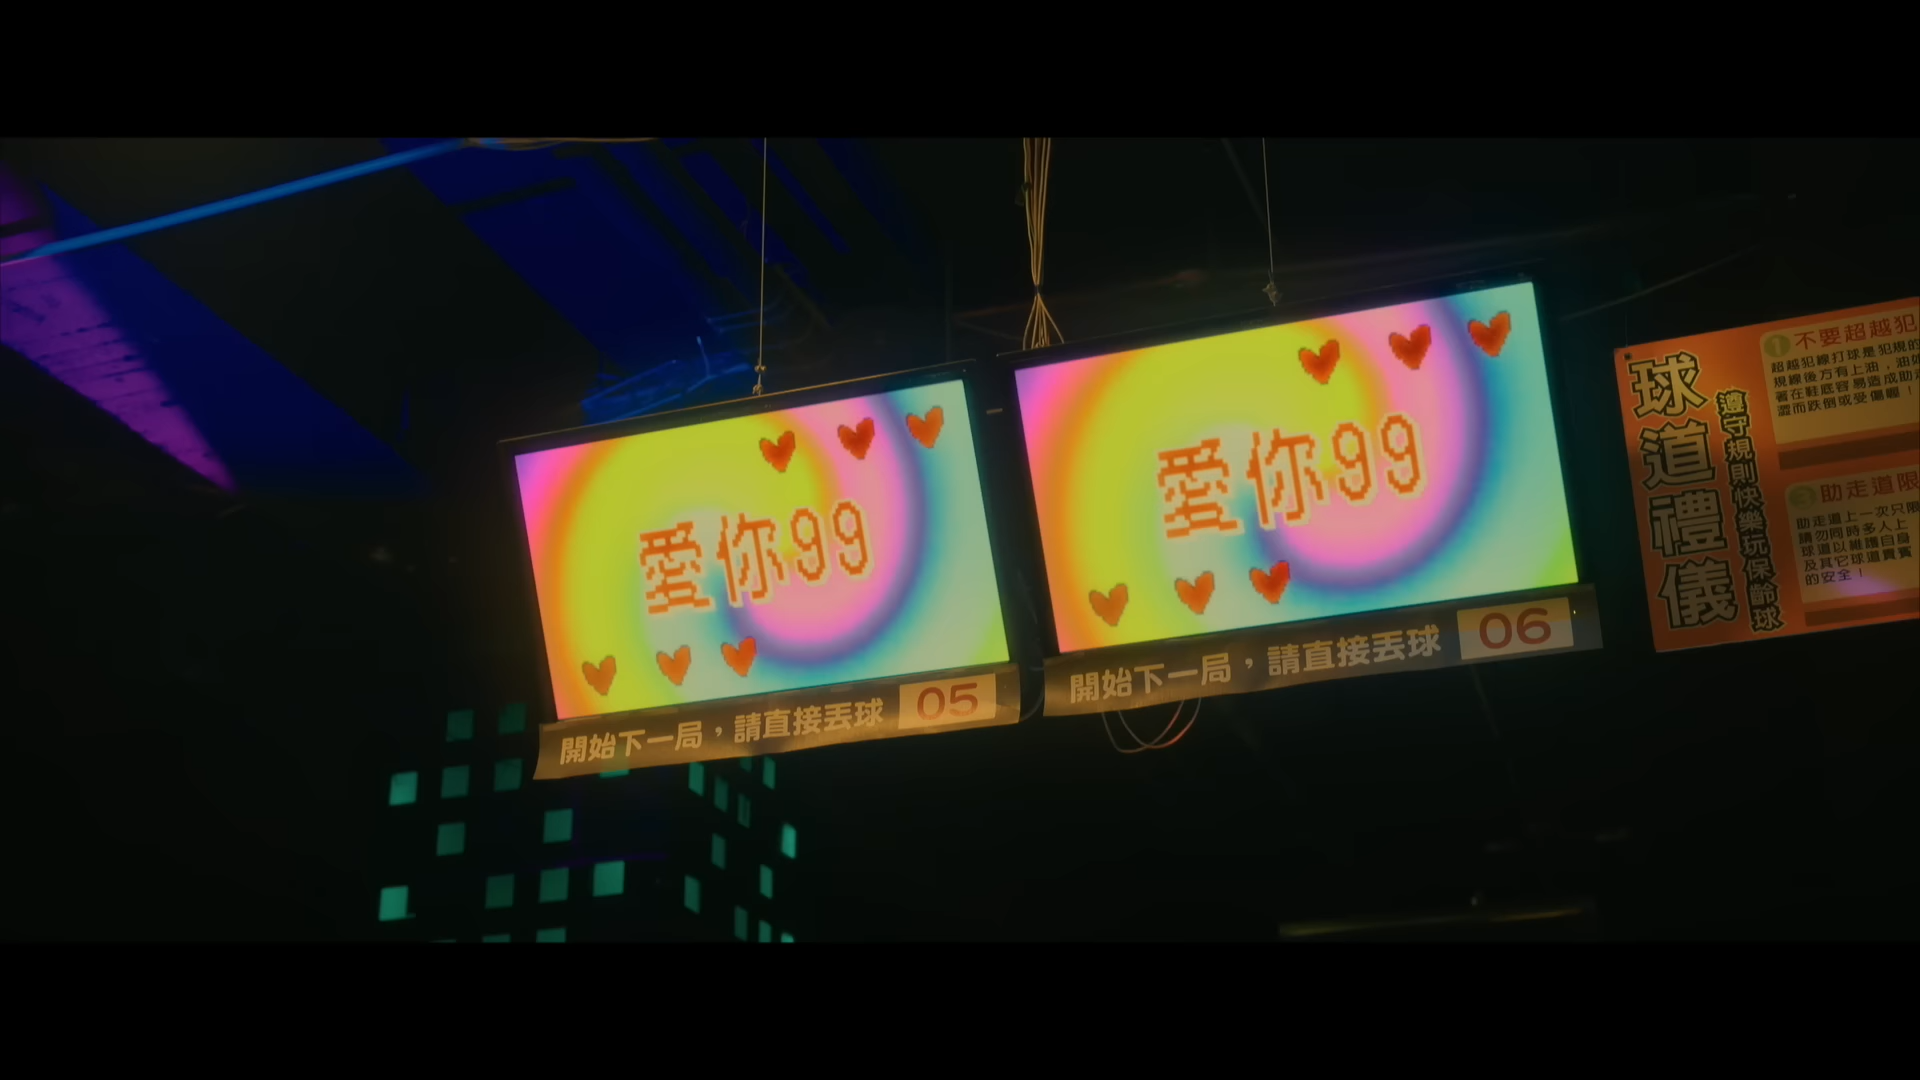 愛你99
開始下一局，請直接丟球 05
愛你99
開始下一局，請直接丟球 06
球道禮儀
遵守規則快樂玩保齡球
1 不要超越犯
超越犯線打球是犯規的
規線後方有上油，油
著在鞋底容易造成助
澀而跌倒或受傷喔！
3 助走道限
助走道上一次只限
請勿同時多人上
球道以維護自身
及其它球道貴賓
的安全！